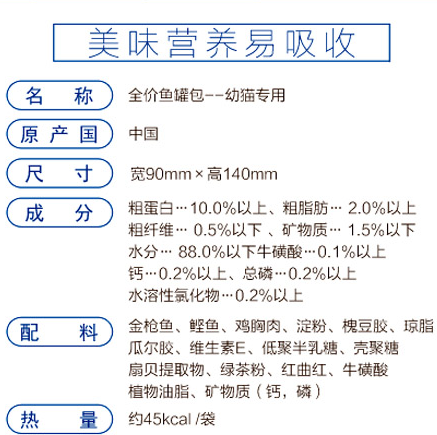 美味营养易吸收
名 称 全价鱼罐包--幼猫专用
原产国 中国
尺 寸 宽90mm×高140mm
成 分 粗蛋白…10.0%以上、粗脂肪… 2.0%以上
粗纤维… 0.5%以下、矿物质… 1.5%以下
水分… 88.0%以下牛磺酸…0.1%以上
钙…0.2%以上、总磷…0.2%以上
水溶性氯化物…0.2%以上
配 料 金枪鱼、鲣鱼、鸡胸肉、淀粉、槐豆胶、琼脂
瓜尔胶、维生素E、低聚半乳糖、壳聚糖
扇贝提取物、绿茶粉、红曲红、牛磺酸
植物油脂、矿物质（钙，磷）
热 量 约45kcal /袋